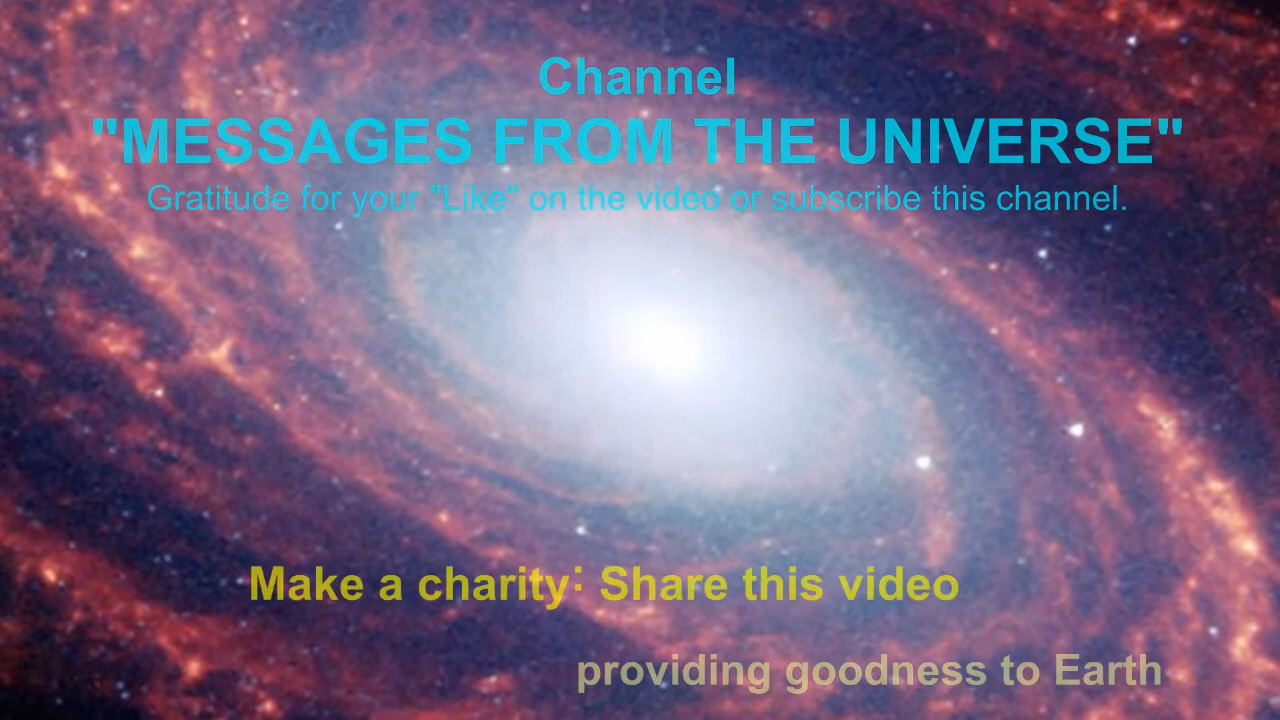 Channel
"MESSAGES FROM THE UNIVERSE"
Gratitude for your "Like" on the video or subscribe this channel.
Make a charity: Share this video
providing goodness to Earth